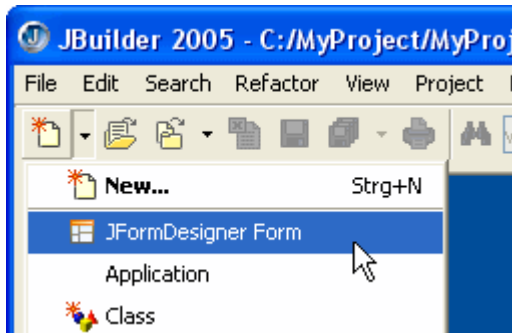 JBuilder 2005 - C:/MyProject/MyProj
File Edit Search Refactor View Project
New... Strg+N
JFormDesigner Form
Application
Class